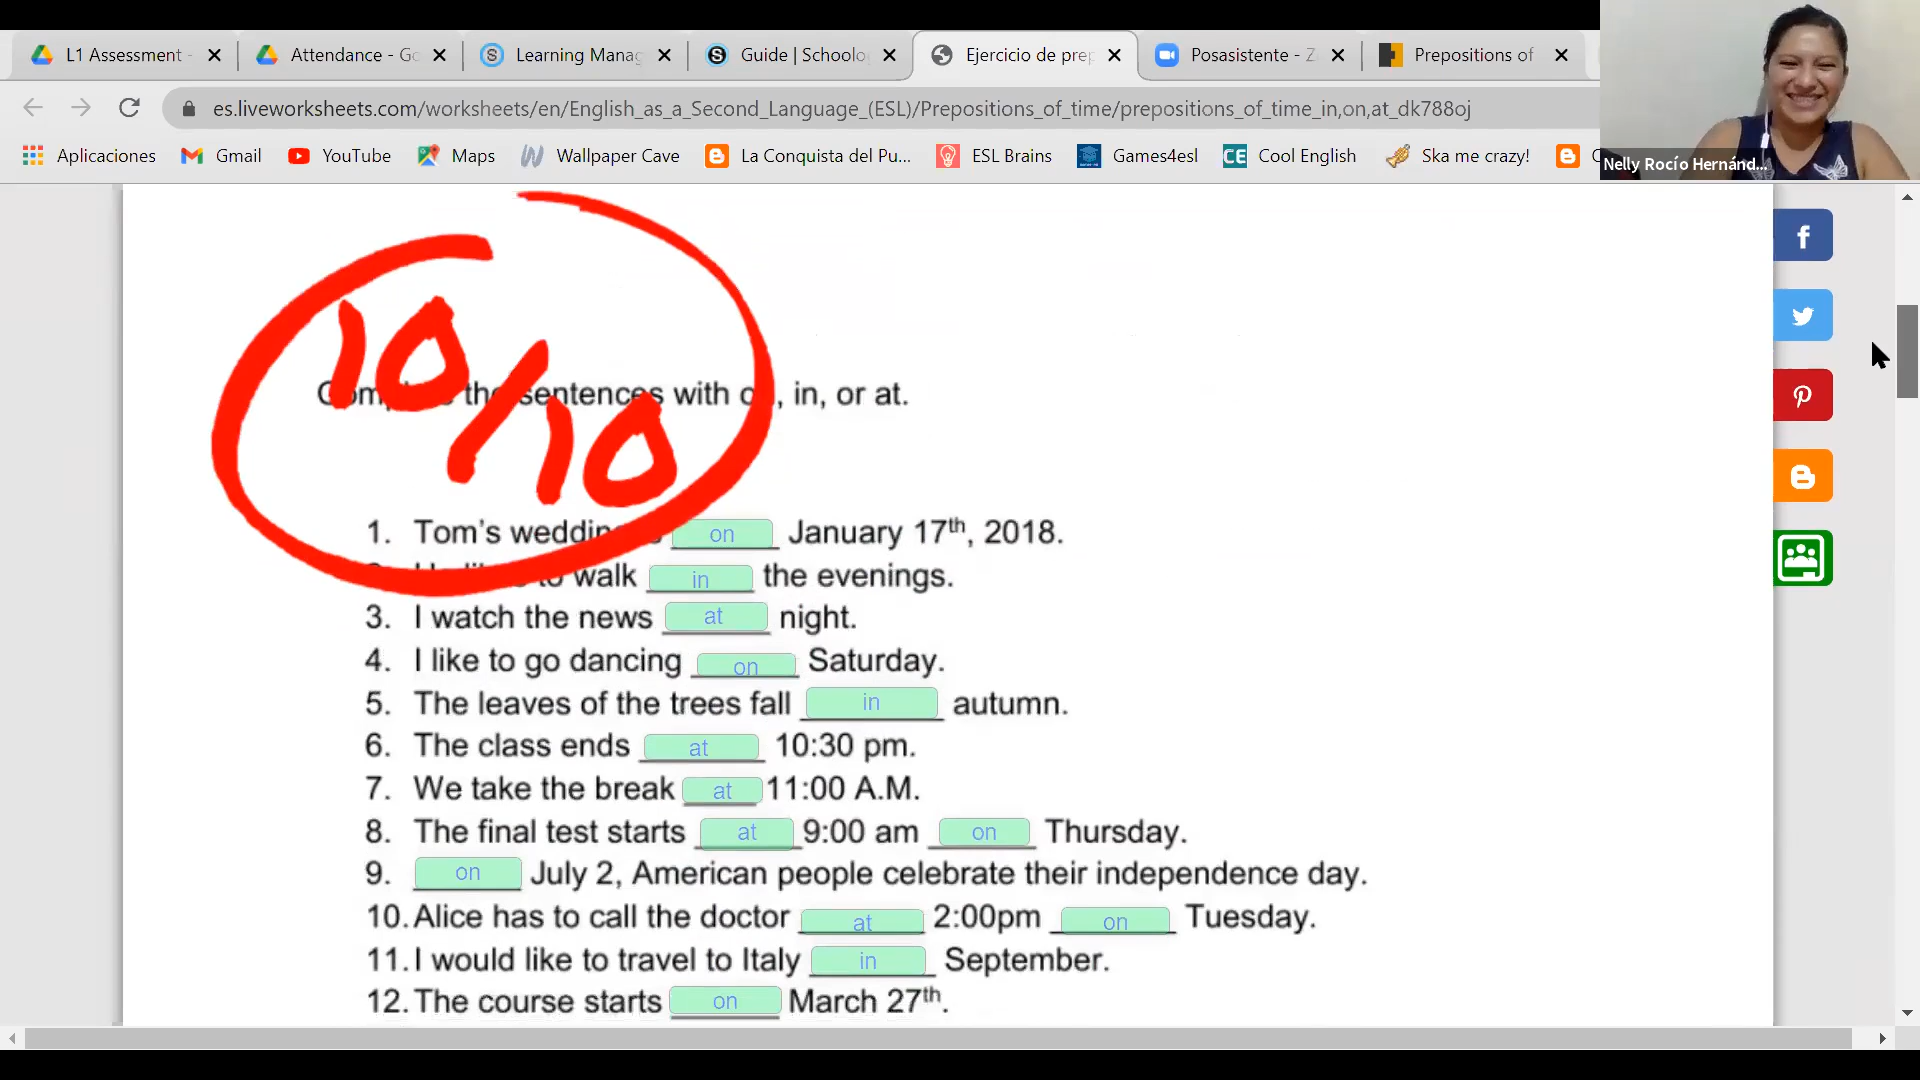 L1 Assessment -
Attendance - Go
Learning Manag
Guide | Schoolo
Ejercicio de prep
Posasistente - Z
Prepositions of
es.liveworksheets.com/worksheets/en/English_as_a_Second_Language_(ESL)/Prepositions_of_time/prepositions_of_time_in,on,at_dk788oj
Aplicaciones Gmail YouTube Maps Wallpaper Cave La Conquista del Pu... ESL Brains Games4esl Cool English Ska me crazy!
Nelly Rocío Hernánd...
10/10
the sentences with , in, or at.
1. Tom's on January 17th, 2018.
walk in the evenings.
3. I watch the news at night.
4. I like to go dancing on Saturday.
5. The leaves of the trees fall in autumn.
6. The class ends at 10:30 pm.
7. We take the break at 11:00 A.M.
8. The final test starts at 9:00 am on Thursday.
9. on July 2, American people celebrate their independence day.
10. Alice has to call the doctor at 2:00pm on Tuesday.
11. I would like to travel to Italy in September.
12. The course starts on March 27th.